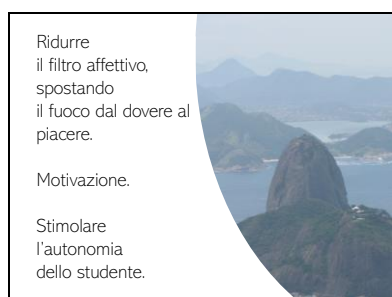 Ridurre
il filtro affettivo,
spostando
il fuoco dal dovere al
piacere.
Motivazione.
Stimolare
l'autonomia
dello studente.